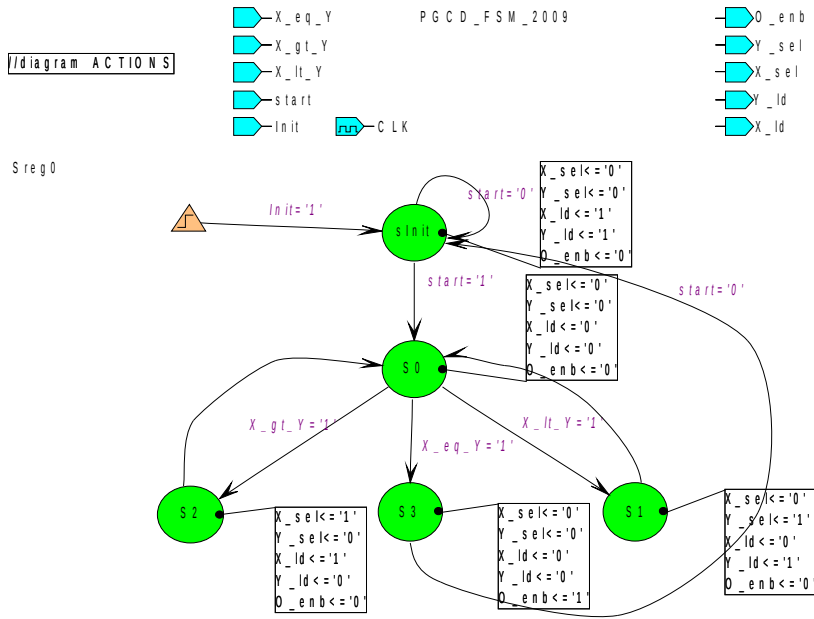 X_eq_Y
PGCD_FSM_2009
O_enb
X_gt_Y
Y_sel
//diagram ACTIONS
X_lt_Y
X_sel
start
Y_ld
Init
CLK
X_ld
Sreg0
Init='1'
sInit
start='0'
X_sel<='0'
Y_sel<='0'
X_ld<='1'
Y_ld<='1'
O_enb<='0'
start='1'
start='0'
X_sel<='0'
Y_sel<='0'
X_ld<='0'
Y_ld<='0'
O_enb<='0'
S0
X_gt_Y='1'
X_eq_Y='1'
X_lt_Y='1'
S2
X_sel<='1'
Y_sel<='0'
X_ld<='1'
Y_ld<='0'
O_enb<='0'
S3
X_sel<='0'
Y_sel<='0'
X_ld<='0'
Y_ld<='0'
O_enb<='1'
S1
X_sel<='0'
Y_sel<='1'
X_ld<='0'
Y_ld<='1'
O_enb<='0'